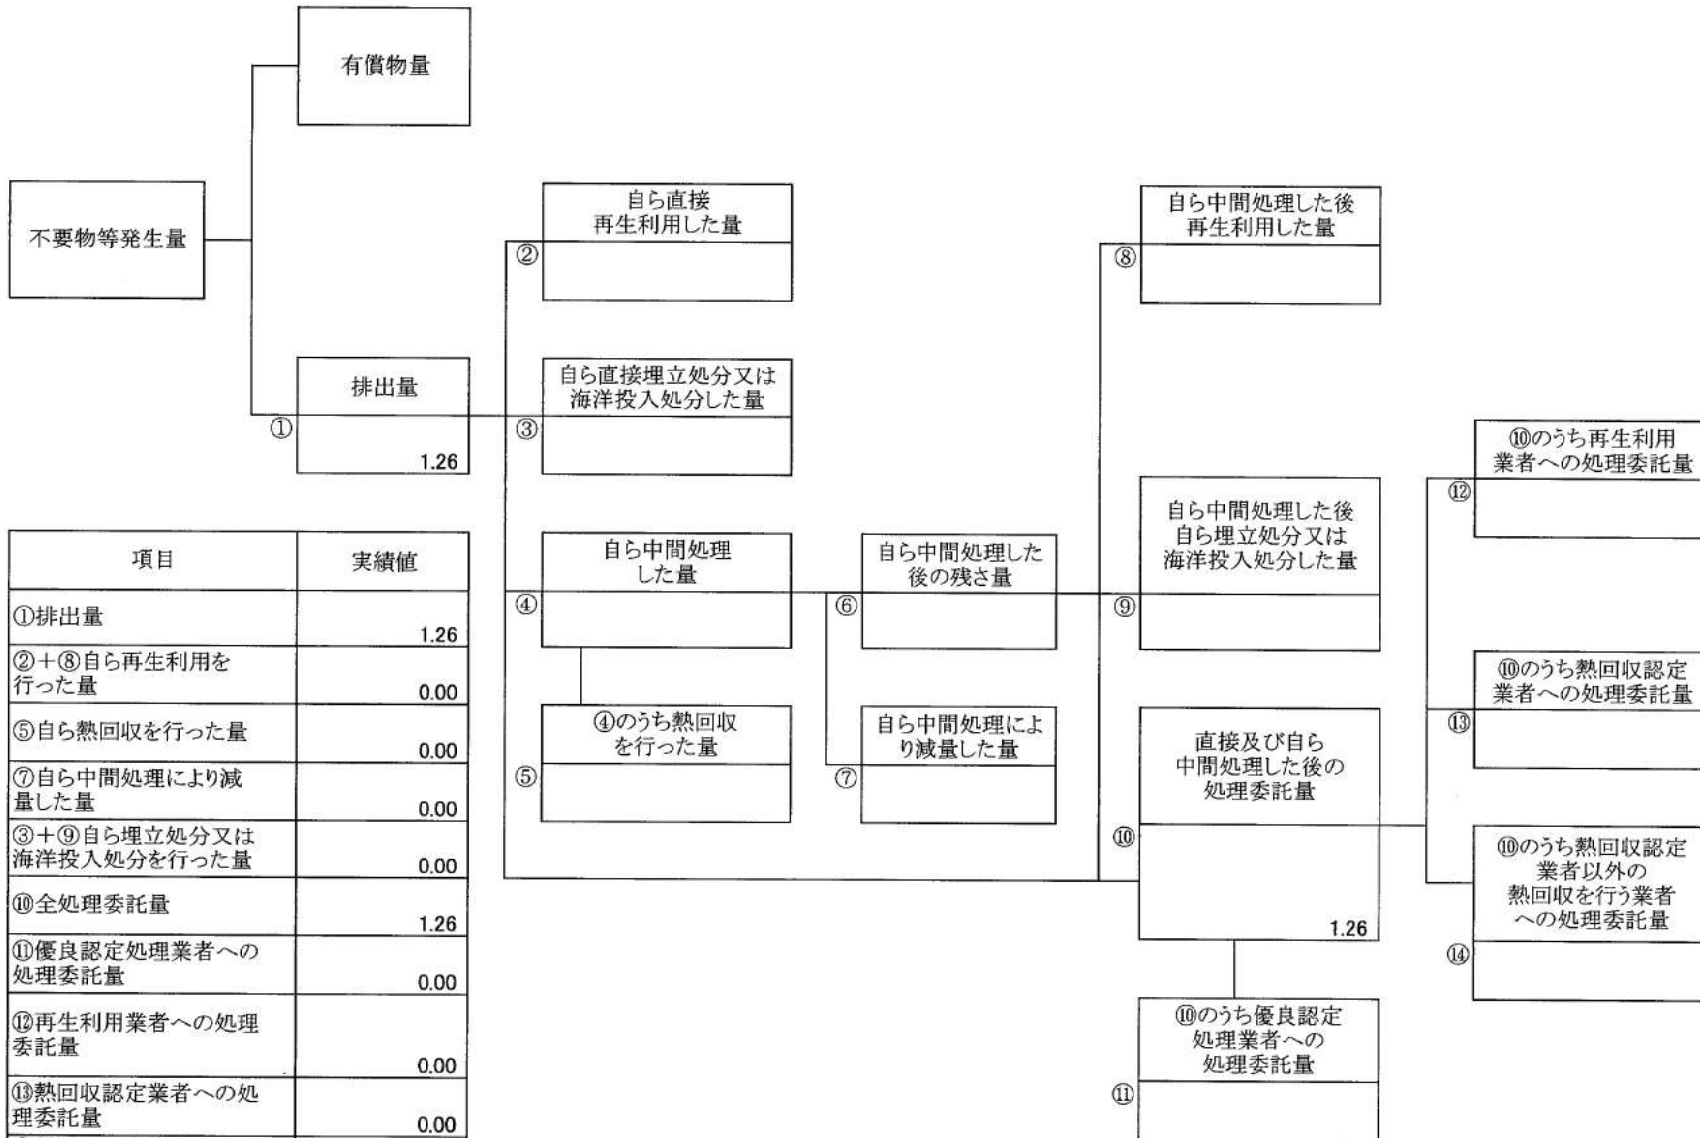 有償物量
不要物等発生量
自ら直接
再生利用した量
②
自ら中間処理した後
再生利用した量
⑧
排出量
①
1.26
自ら直接埋立処分又は
海洋投入処分した量
③
⑩のうち再生利用
業者への処理委託量
⑫
自ら中間処理
した量
④
自ら中間処理した
後の残さ量
⑥
自ら中間処理した後
自ら埋立処分又は
海洋投入処分した量
⑨
④のうち熱回収
を行った量
⑤
自ら中間処理によ
り減量した量
⑦
直接及び自ら
中間処理した後の
処理委託量
⑩
1.26
⑩のうち熱回収認定
業者への処理委託量
⑬
⑩のうち熱回収認定
業者以外の
熱回収を行う業者
への処理委託量
⑭
⑩のうち優良認定
処理業者への
処理委託量
⑪
項目 実績値
①排出量
1.26
②+⑧自ら再生利用を
行った量
0.00
⑤自ら熱回収を行った量
0.00
⑦自ら中間処理により減
量した量
0.00
③+⑨自ら埋立処分又は
海洋投入処分を行った量
0.00
⑩全処理委託量
1.26
⑪優良認定処理業者への
処理委託量
0.00
⑫再生利用業者への処理
委託量
0.00
⑬熱回収認定業者への処
理委託量
0.00